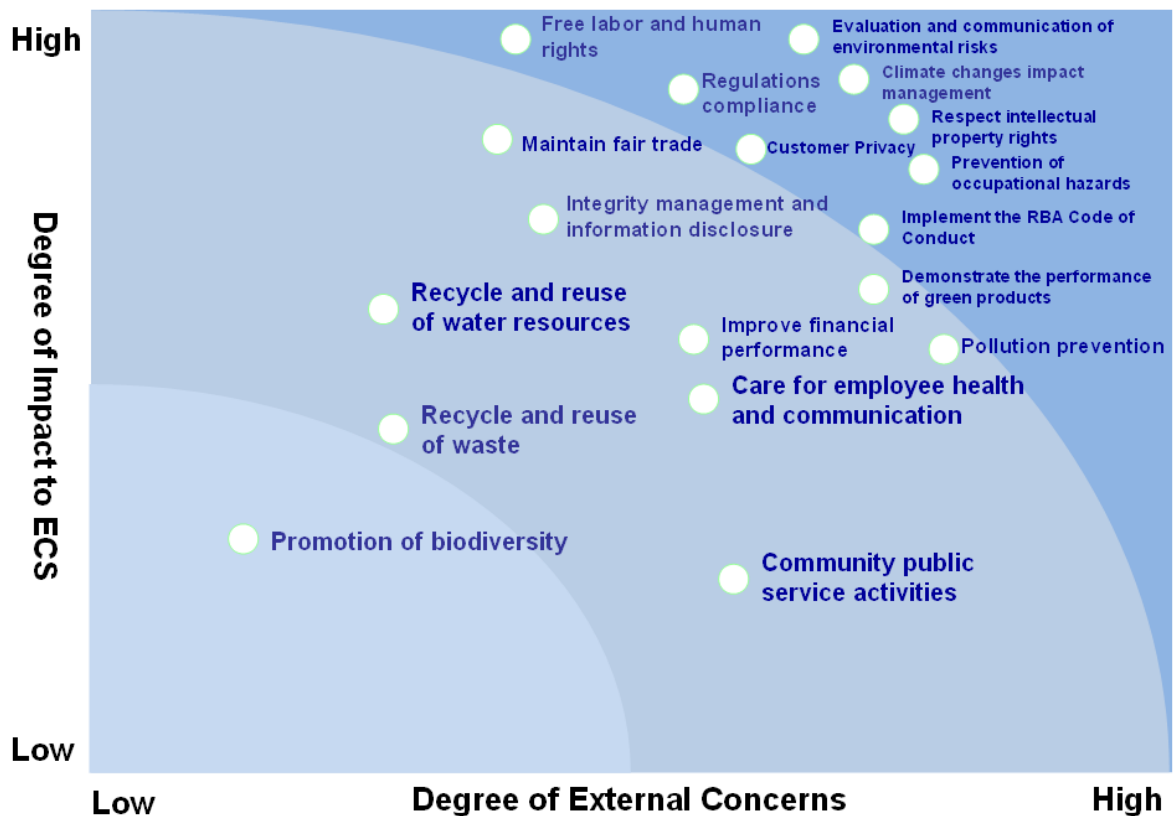 High
Free labor and human
rights
Evaluation and communication of
environmental risks
Regulations
compliance
Climate changes impact
management
Respect intellectual
property rights
Maintain fair trade
Customer Privacy
Prevention of
occupational hazards
Integrity management and
information disclosure
Implement the RBA Code of
Conduct
Demonstrate the performance
of green products
Recycle and reuse
of water resources
Improve financial
performance
Pollution prevention
Care for employee health
and communication
Recycle and reuse
of waste
Promotion of biodiversity
Community public
service activities
Degree of Impact to ECS
Low
Low
Degree of External Concerns
High